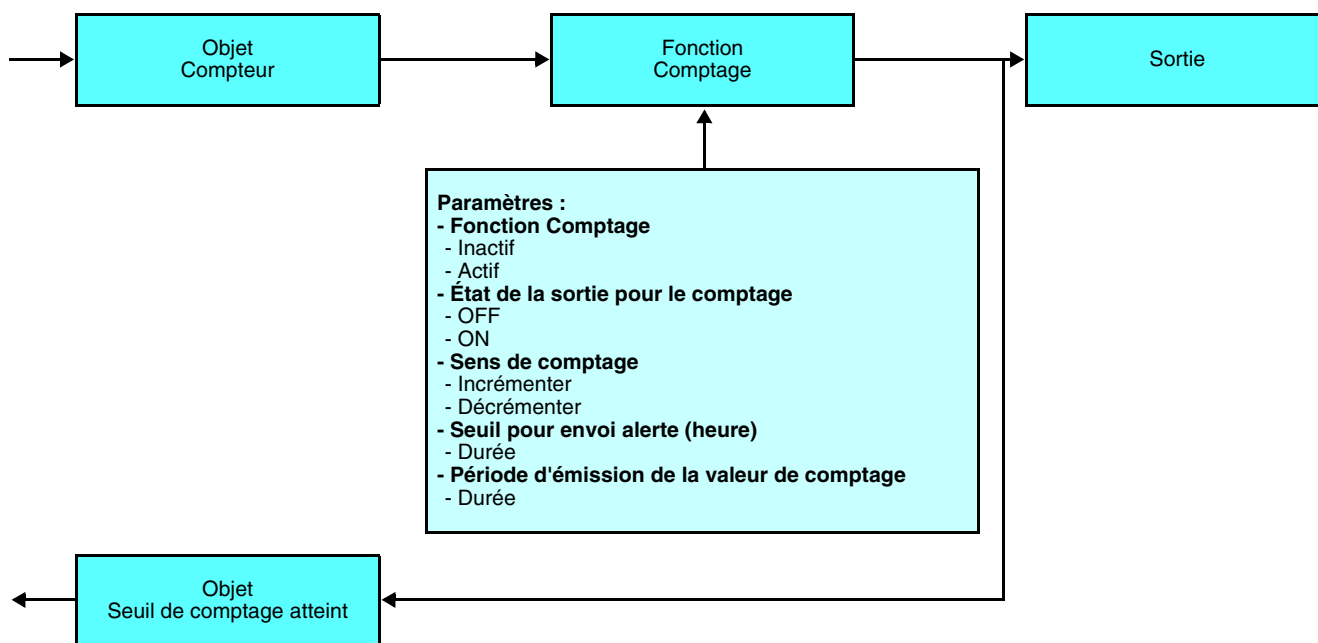 Objet
Compteur
Fonction
Comptage
Sortie
Paramètres :
- Fonction Comptage
- Inactif
- Actif
- État de la sortie pour le comptage
- OFF
- ON
- Sens de comptage
- Incrémenter
- Décrémenter
- Seuil pour envoi alerte (heure)
- Durée
- Période d'émission de la valeur de comptage
- Durée
Objet
Seuil de comptage atteint